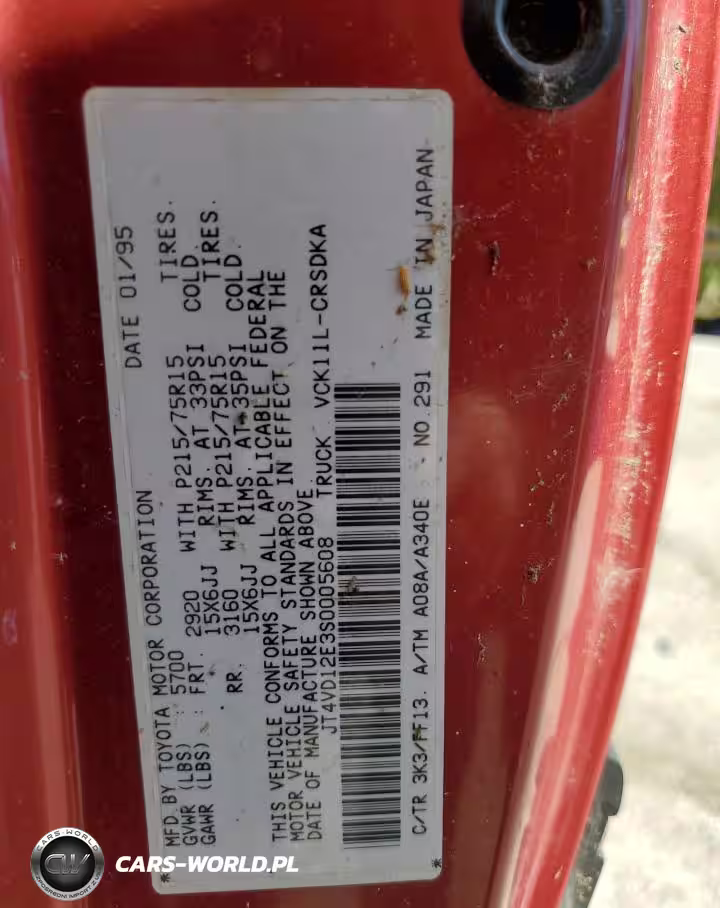 MFD. BY TOYOTA MOTOR CORPORATION DATE 01/95
GVWR (LBS) : 5700
GAWR (LBS) : FRT. 2920 WITH P215/75R15 TIRES.
15X6JJ RIMS. AT 33PSI COLD.
RR. 3160 WITH P215/75R15 TIRES.
15X6JJ RIMS. AT 35PSI COLD.
THIS VEHICLE CONFORMS TO ALL APPLICABLE FEDERAL
MOTOR VEHICLE SAFETY STANDARDS IN EFFECT ON THE
DATE OF MANUFACTURE SHOWN ABOVE
JT4VD12E3S0005608 TRUCK VCK11L-CRSDKA
C/TR 3K3/FF13. A/TM A08A/A340E NO.291 MADE IN JAPAN
CARS-WORLD
CW
CARS-WORLD.PL